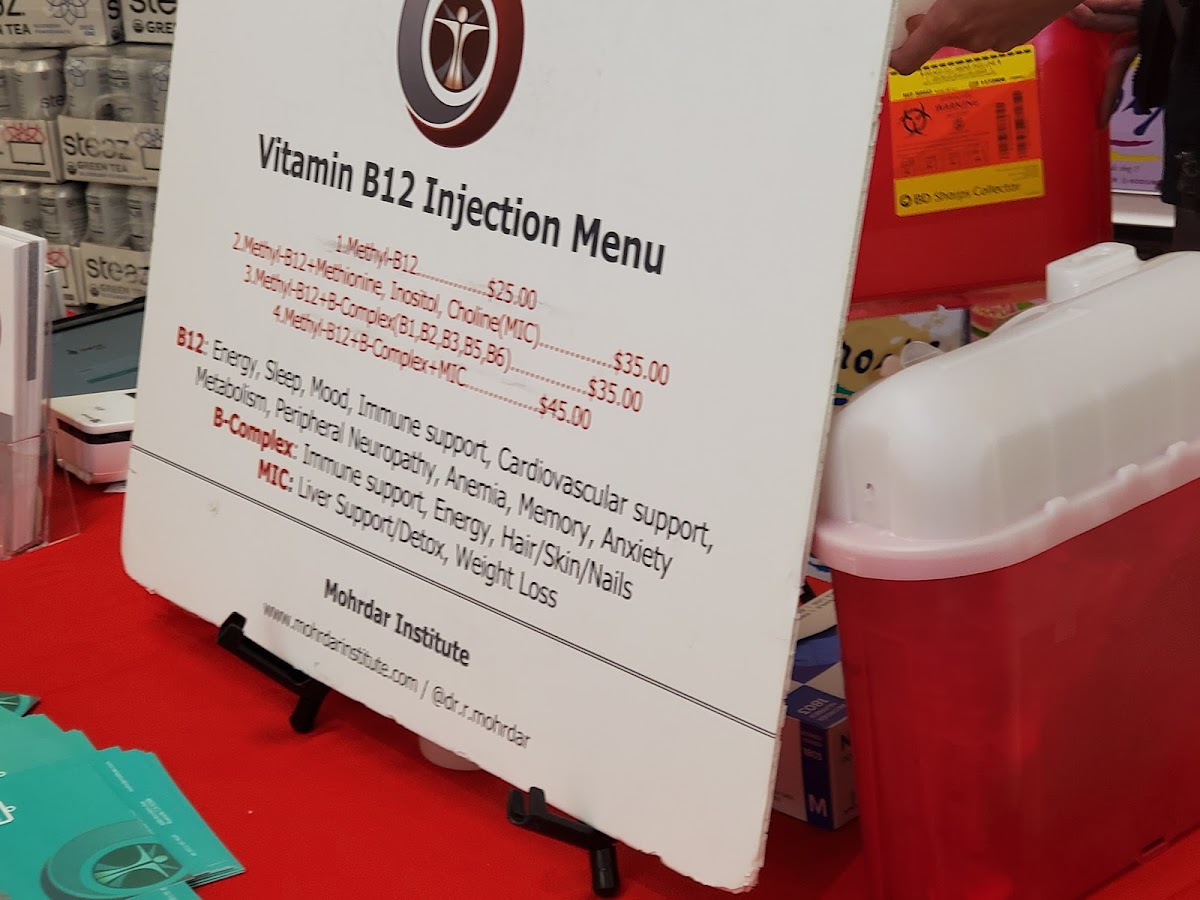 Vitamin B12 Injection Menu
1.Methyl-B12...............$25.00
2.Methyl-B12+Methionine, Inositol, Choline(MIC)................$35.00
3.Methyl-B12+B-Complex(B1,B2,B3,B5,B6)................$35.00
4.Methyl-B12+B-Complex+MIC................$45.00
B12: Energy, Sleep, Mood, Immune support, Cardiovascular support,
Metabolism, Peripheral Neuropathy, Anemia, Memory, Anxiety
B-Complex: Immune support, Energy, Hair/Skin/Nails
MIC: Liver Support/Detox, Weight Loss
Mohrdar Institute
www.mohrdarinstitute.com / @dr.r.mohrdar
WARNING
BD Sharps Collector
TEA
GREEN
steaz
GREEN TEA
steaz
M